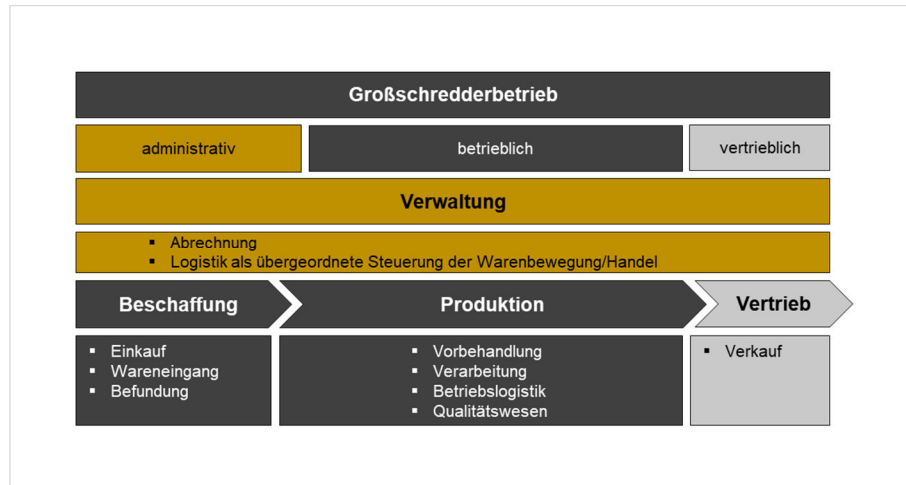 Großschredderbetrieb
administrativ
betrieblich
vertrieblich
Verwaltung
▪ Abrechnung
▪ Logistik als übergeordnete Steuerung der Warenbewegung/Handel
Beschaffung
Produktion
Vertrieb
▪ Einkauf
▪ Wareneingang
▪ Befundung
▪ Vorbehandlung
▪ Verarbeitung
▪ Betriebslogistik
▪ Qualitätswesen
▪ Verkauf